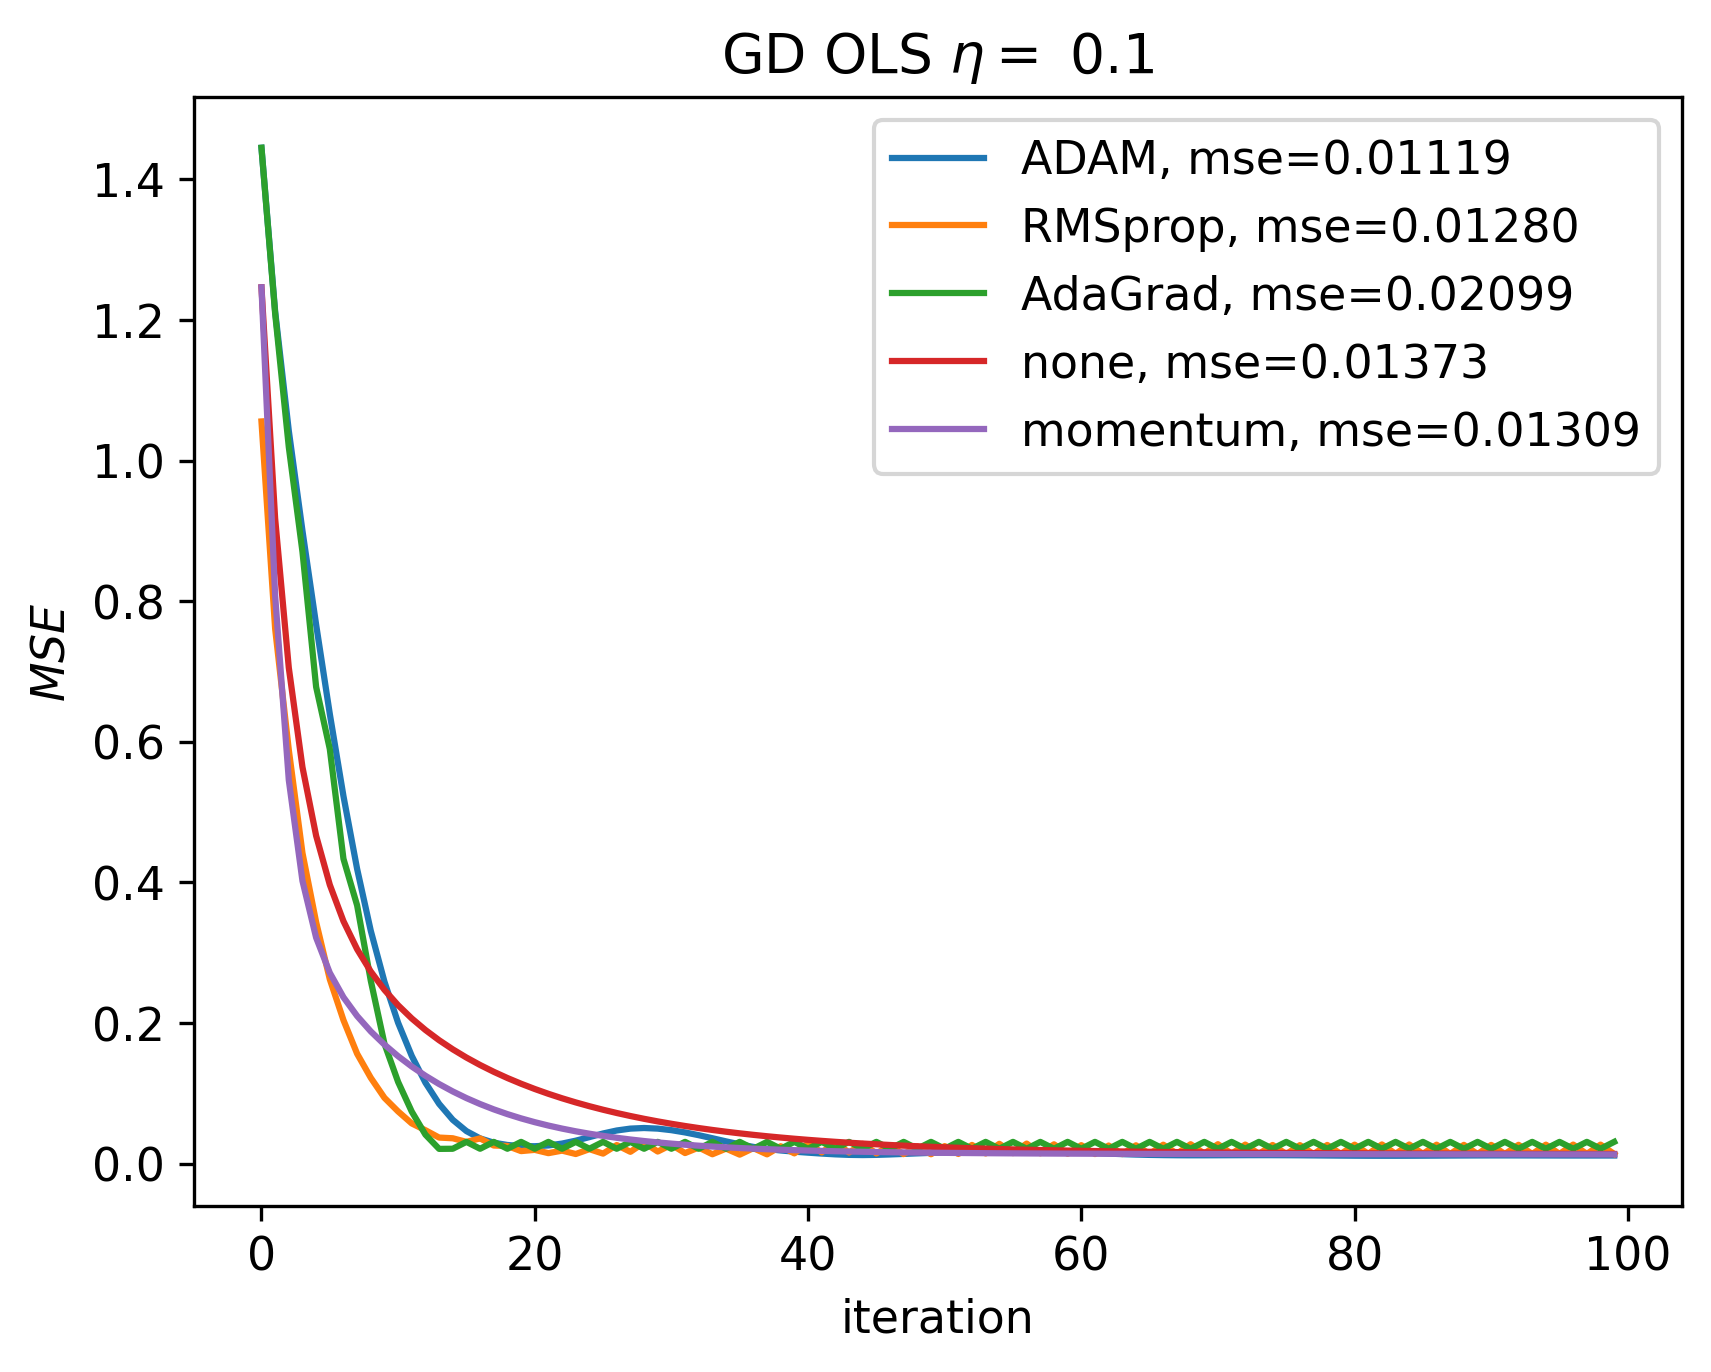 GD OLS η = 0.1
ADAM, mse=0.01119
RMSprop, mse=0.01280
AdaGrad, mse=0.02099
none, mse=0.01373
momentum, mse=0.01309
1.4
1.2
1.0
0.8
0.6
0.4
0.2
0.0
MSE
0 20 40 60 80 100
iteration